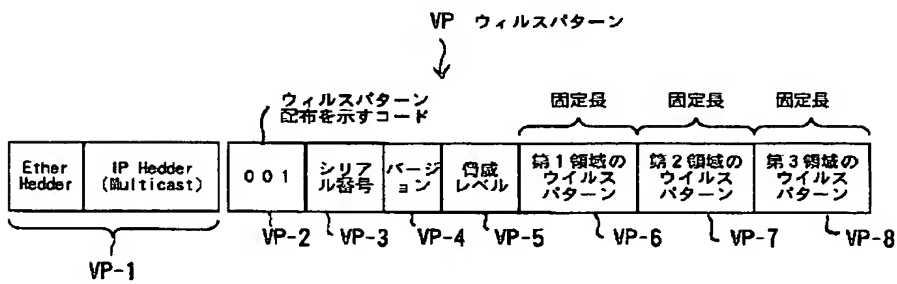 VP ウィルスパターン
ウィルスパターン
配布を示すコード
固定長
固定長
固定長
Ether
Hedder
IP Hedder
(Multicast)
001
シリア
ル番号
バージ
ョン
脅威
レベル
第1領域の
ウイルス
パターン
第2領域の
ウイルス
パターン
第3領域の
ウイルス
パターン
VP-1
VP-2
VP-3
VP-4
VP-5
VP-6
VP-7
VP-8